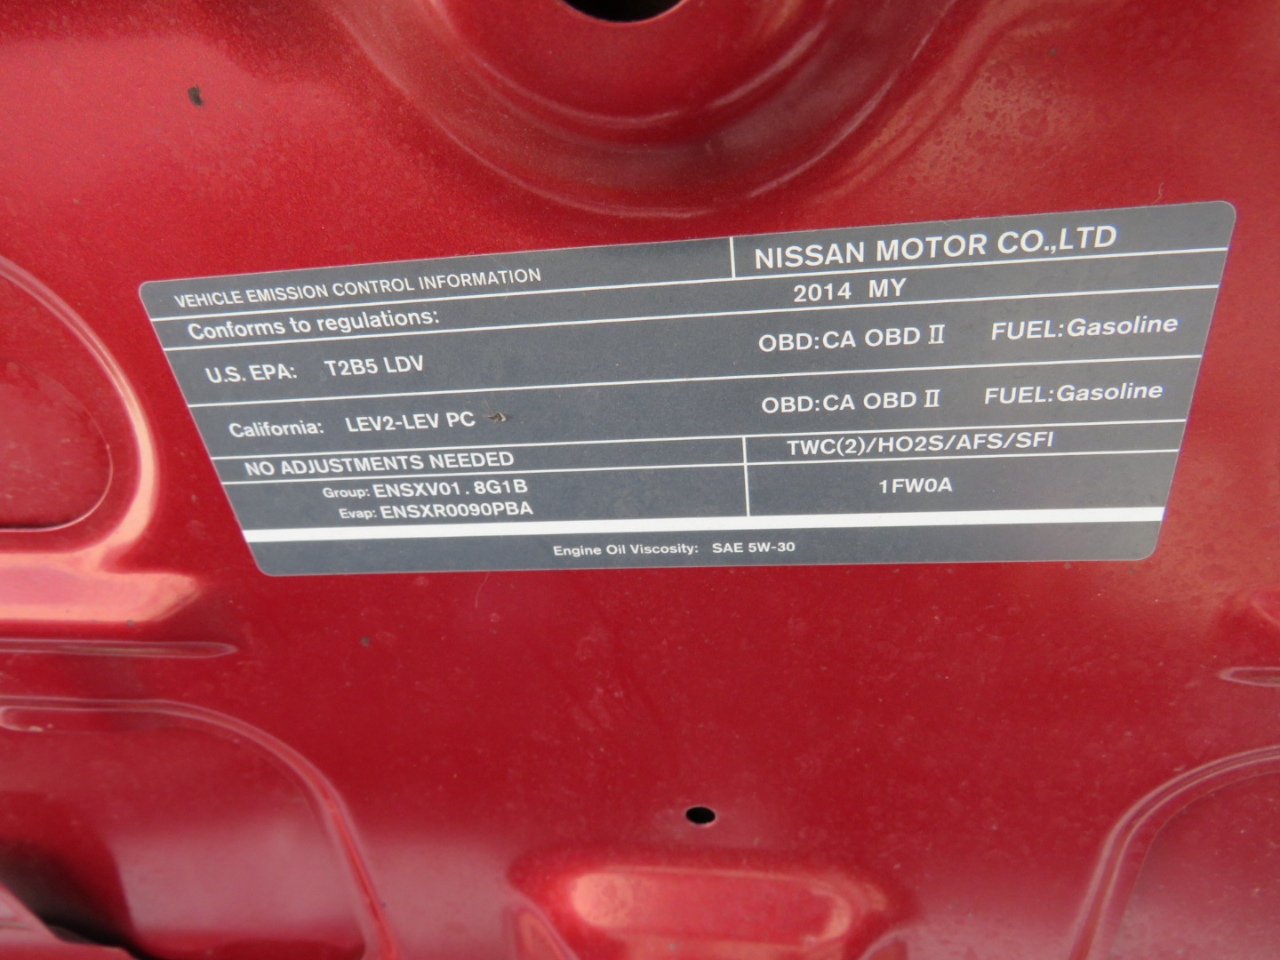 VEHICLE EMISSION CONTROL INFORMATION NISSAN MOTOR CO.,LTD
Conforms to regulations: 2014 MY
U.S. EPA: T2B5 LDV OBD:CA OBD II FUEL:Gasoline
California: LEV2-LEV PC OBD:CA OBD II FUEL:Gasoline
NO ADJUSTMENTS NEEDED TWC(2)/HO2S/AFS/SFI
Group: ENSXV01.8G1B 1FW0A
Evap: ENSXR0090PBA
Engine Oil Viscosity: SAE 5W-30